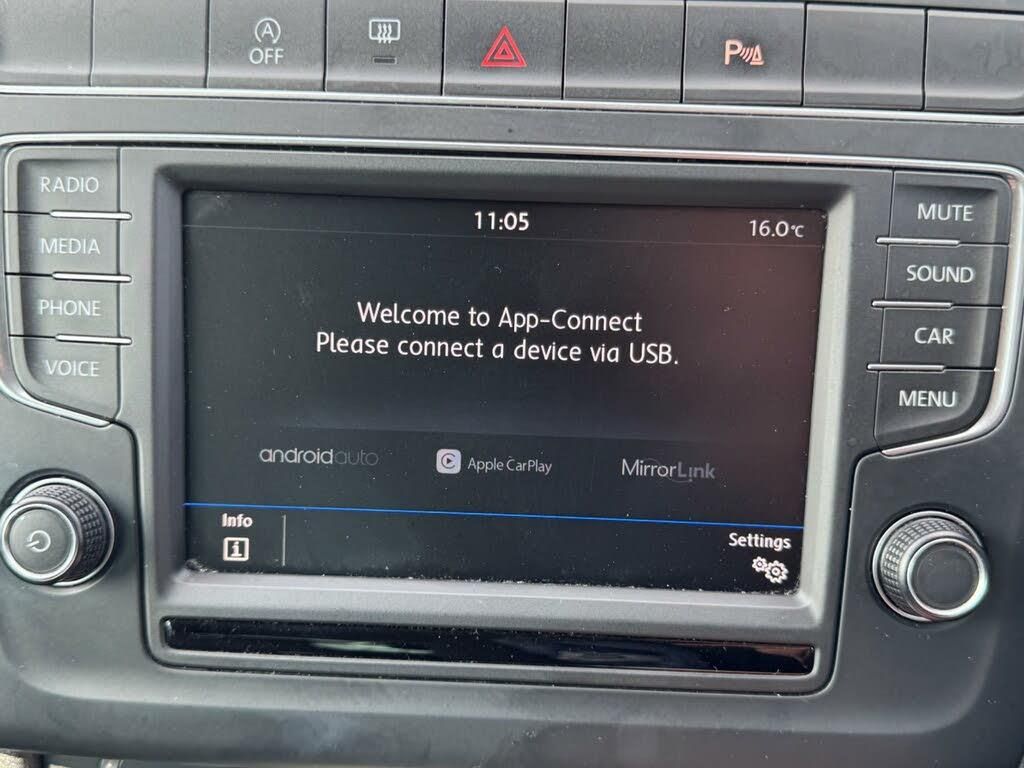 A
OFF
P
RADIO
MEDIA
PHONE
VOICE
11:05
16.0°C
Welcome to App-Connect
Please connect a device via USB.
androidauto
Apple CarPlay
MirrorLink
Info
i
Settings
MUTE
SOUND
CAR
MENU